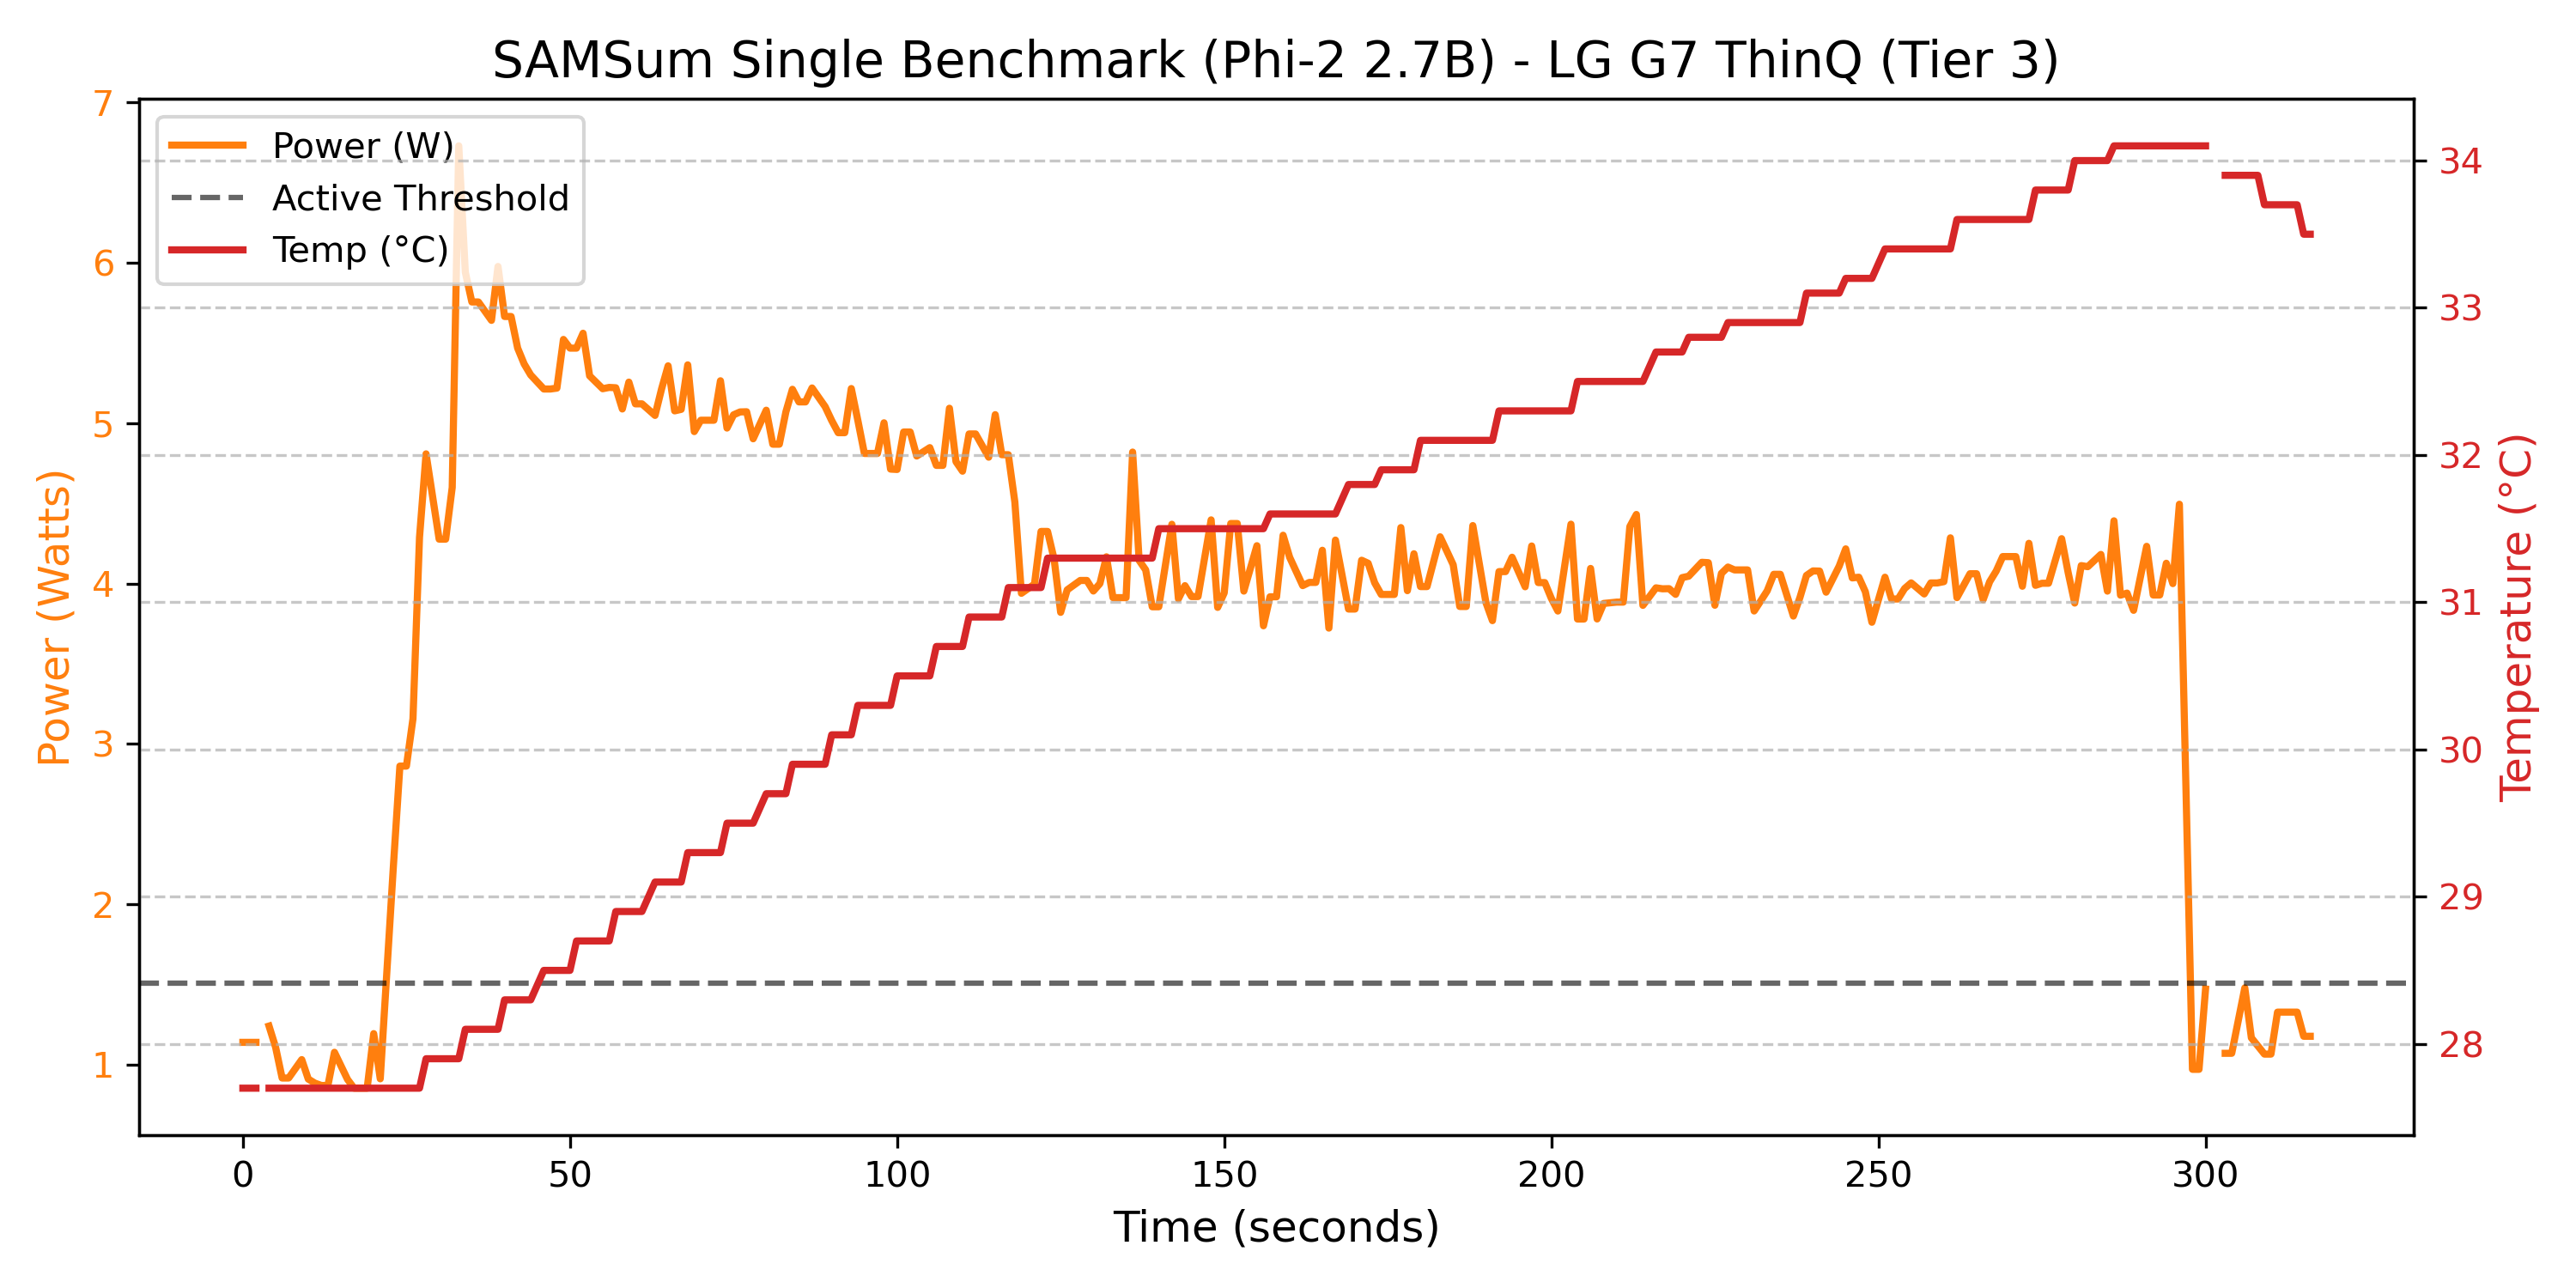 SAMSum Single Benchmark (Phi-2 2.7B) - LG G7 ThinQ (Tier 3)
Power (W)
Active Threshold
Temp (°C)
Power (Watts)
7
6
5
4
3
2
1
Temperature (°C)
34
33
32
31
30
29
28
0 50 100 150 200 250 300
Time (seconds)